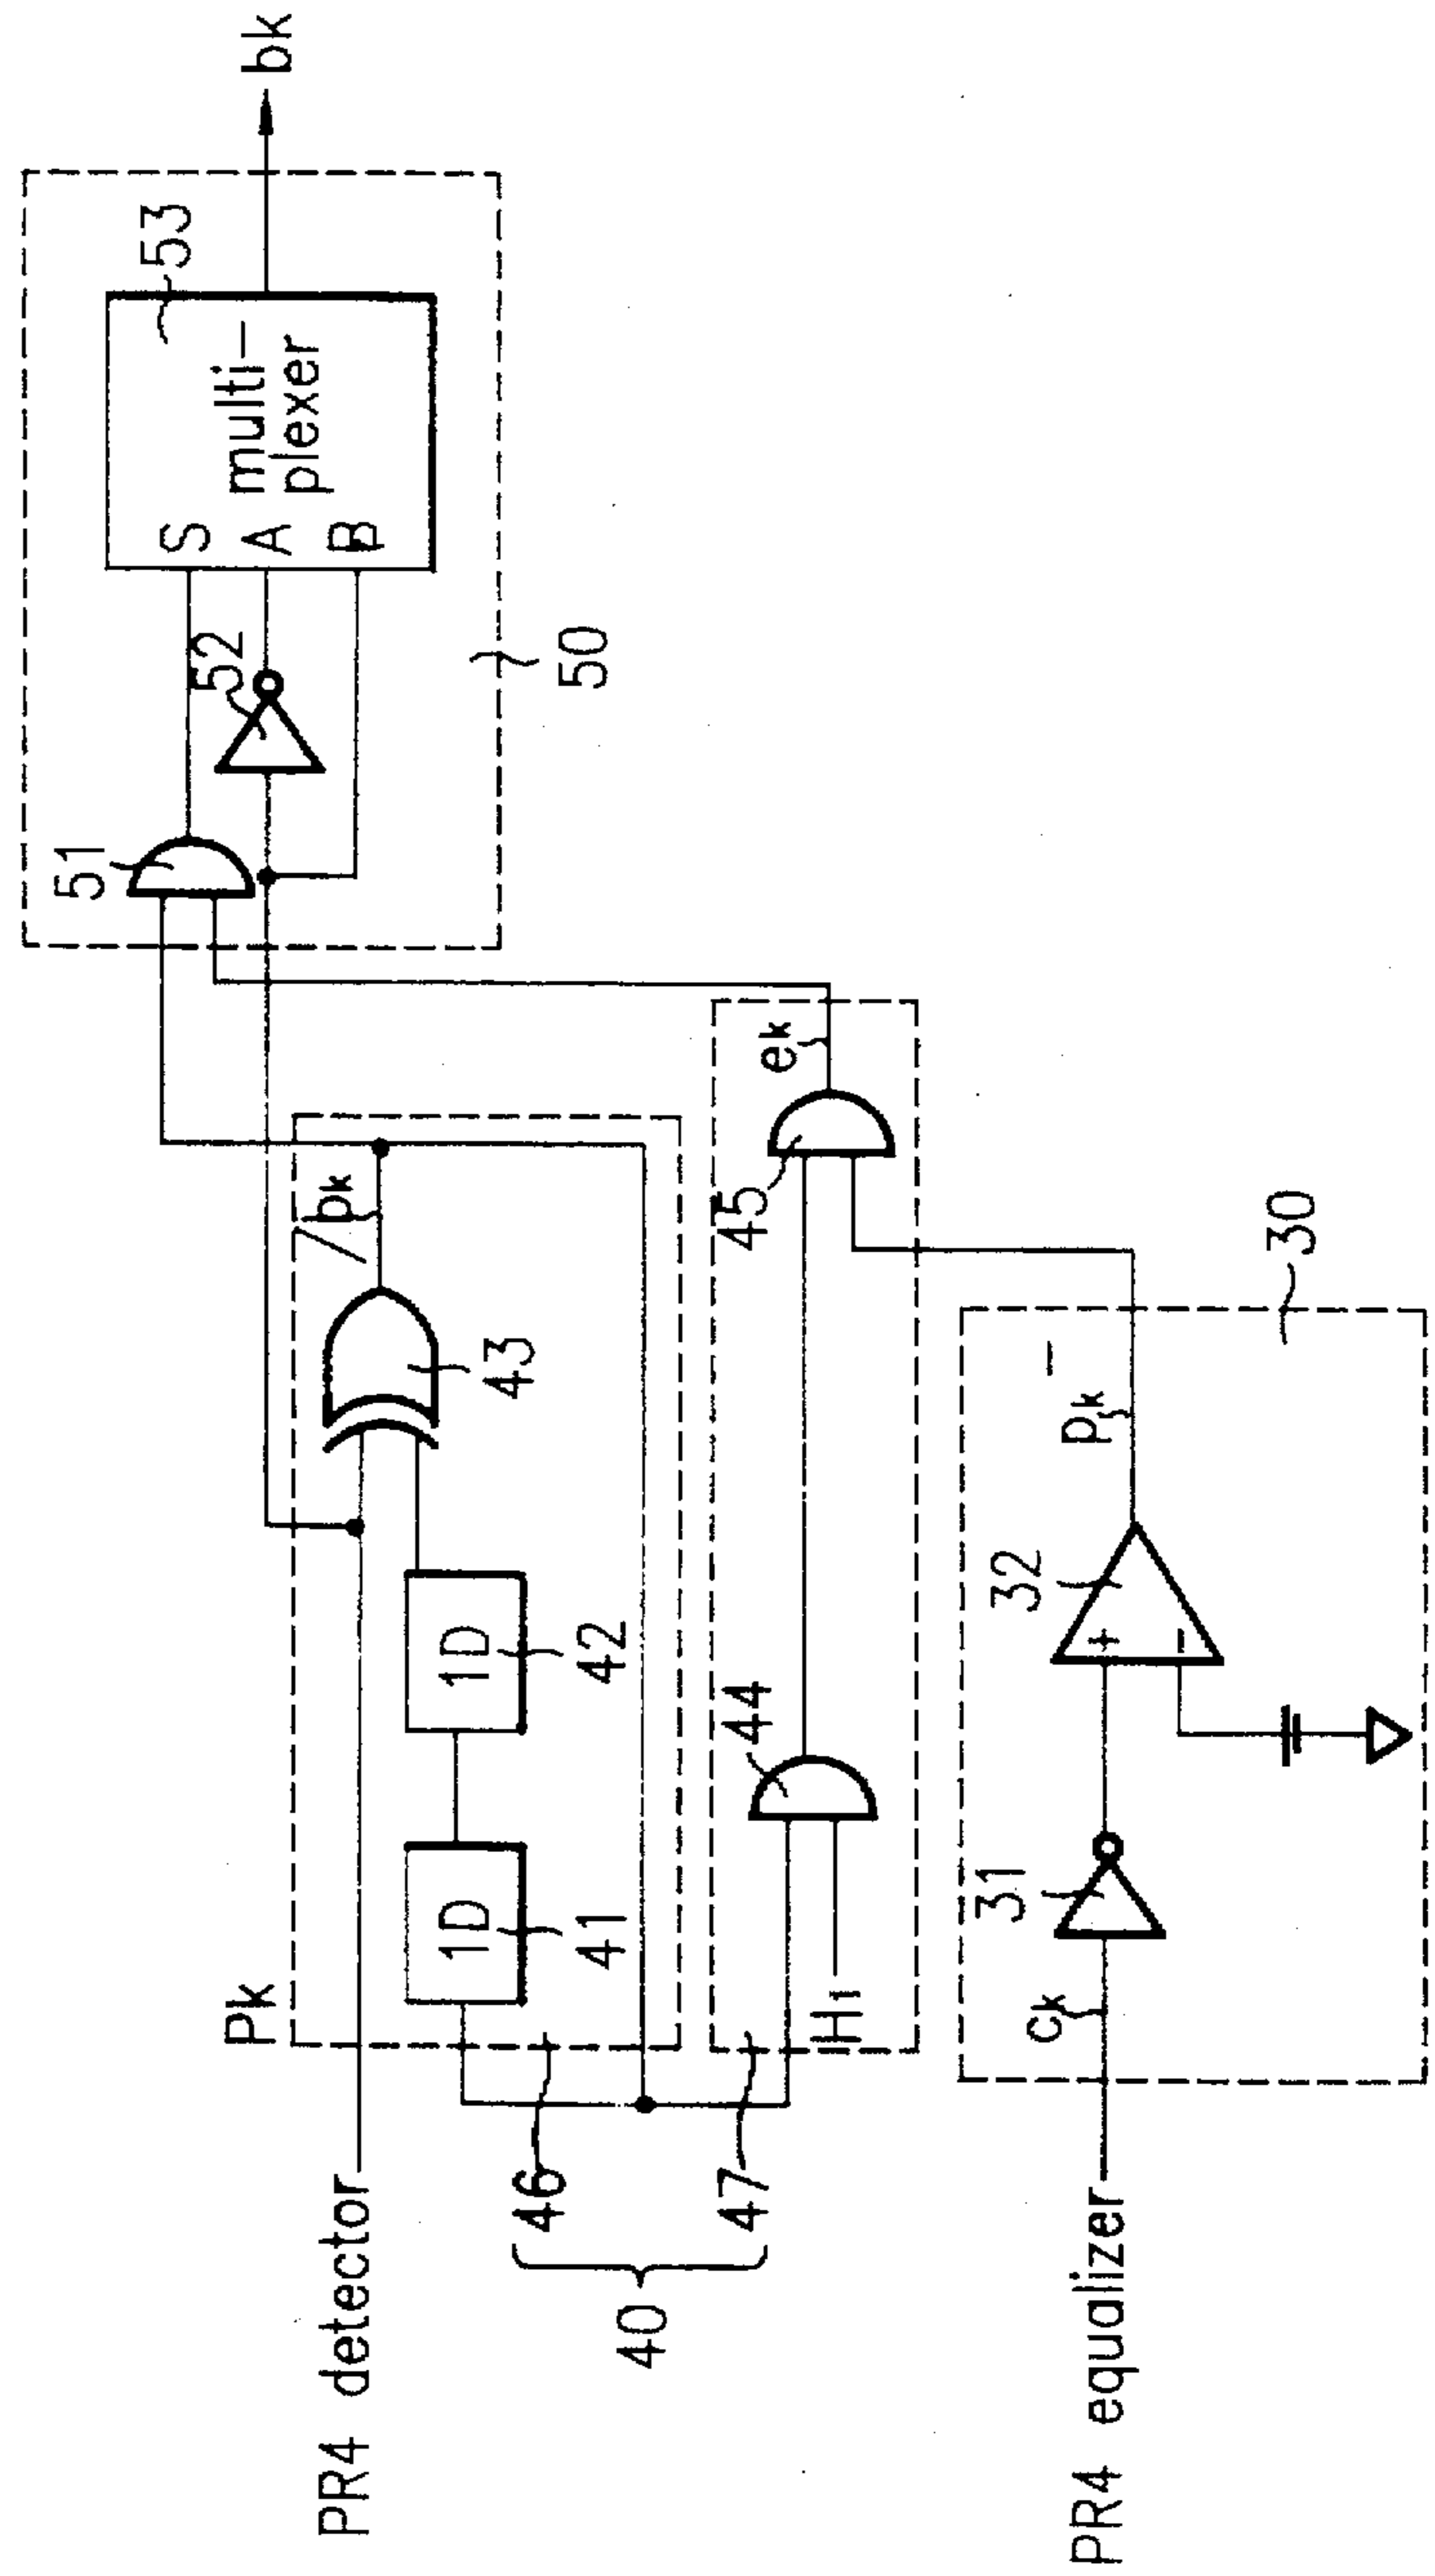 bk
53
multi-
plexer
S
A
B
52
51
50
/pk
43
42
1D
41
1D
Pk
46
ek
45
44
Hi
47
40
PR4 detector
30
pk-
32
+
-
31
ck
PR4 equalizer